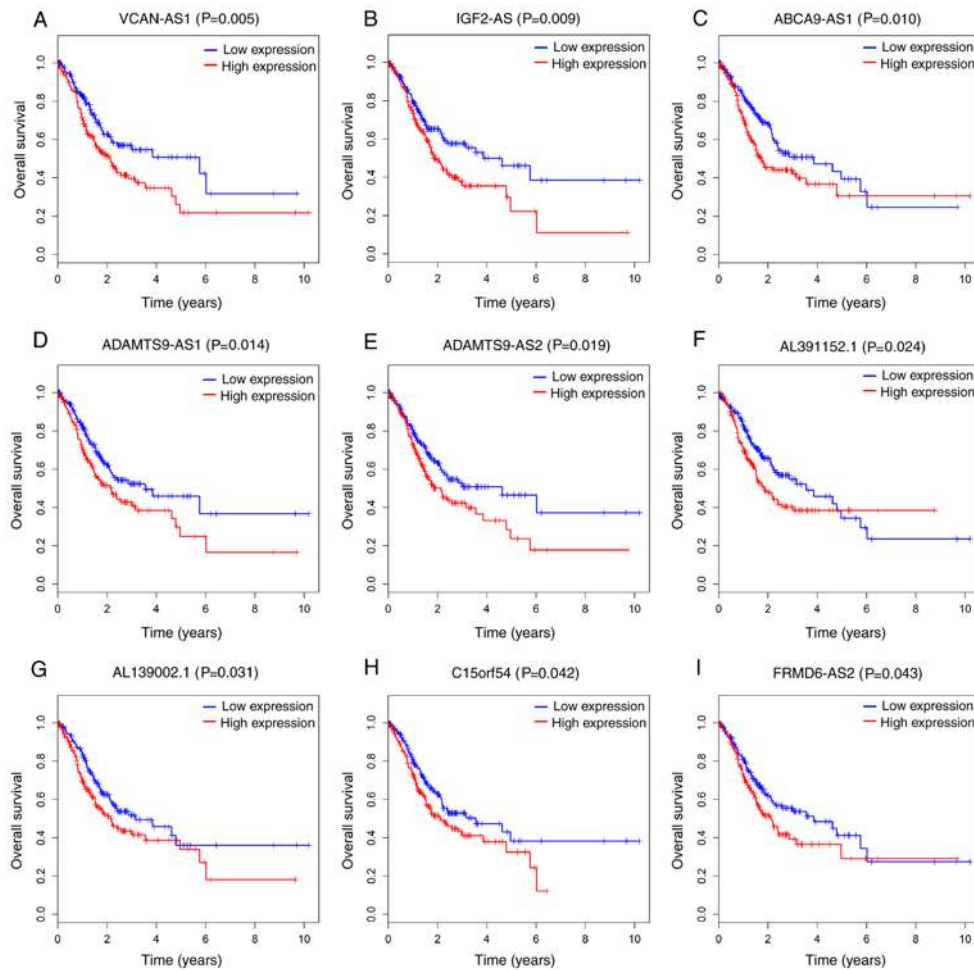 A VCAN-AS1 (P=0.005)
Low expression
High expression
Overall survival
1.0
0.8
0.6
0.4
0.2
0.0
0 2 4 6 8 10
Time (years)
B IGF2-AS (P=0.009)
Low expression
High expression
Overall survival
1.0
0.8
0.6
0.4
0.2
0.0
0 2 4 6 8 10
Time (years)
C ABCA9-AS1 (P=0.010)
Low expression
High expression
Overall survival
1.0
0.8
0.6
0.4
0.2
0.0
0 2 4 6 8 10
Time (years)
D ADAMTS9-AS1 (P=0.014)
Low expression
High expression
Overall survival
1.0
0.8
0.6
0.4
0.2
0.0
0 2 4 6 8 10
Time (years)
E ADAMTS9-AS2 (P=0.019)
Low expression
High expression
Overall survival
1.0
0.8
0.6
0.4
0.2
0.0
0 2 4 6 8 10
Time (years)
F AL391152.1 (P=0.024)
Low expression
High expression
Overall survival
1.0
0.8
0.6
0.4
0.2
0.0
0 2 4 6 8 10
Time (years)
G AL139002.1 (P=0.031)
Low expression
High expression
Overall survival
1.0
0.8
0.6
0.4
0.2
0.0
0 2 4 6 8 10
Time (years)
H C15orf54 (P=0.042)
Low expression
High expression
Overall survival
1.0
0.8
0.6
0.4
0.2
0.0
0 2 4 6 8 10
Time (years)
I FRMD6-AS2 (P=0.043)
Low expression
High expression
Overall survival
1.0
0.8
0.6
0.4
0.2
0.0
0 2 4 6 8 10
Time (years)